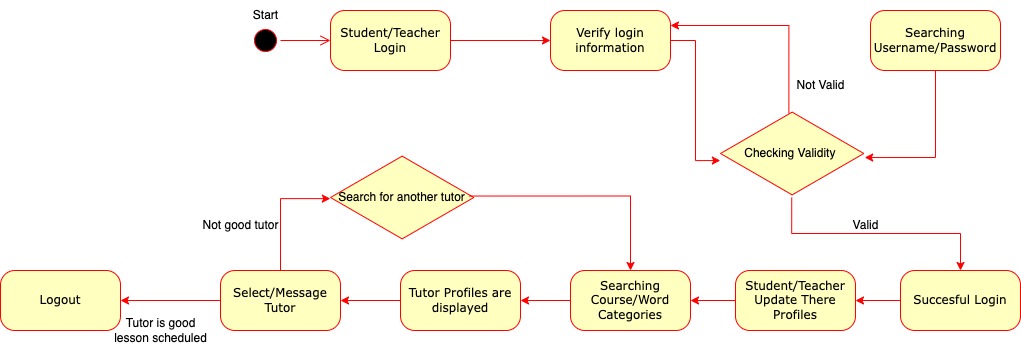 Start
Student/Teacher
Login
Verify login
information
Searching
Username/Password
Not Valid
Checking Validity
Search for another tutor
Not good tutor
Valid
Logout
Select/Message
Tutor
Tutor Profiles are
displayed
Searching
Course/Word
Categories
Student/Teacher
Update There
Profiles
Succesful Login
Tutor is good
lesson scheduled